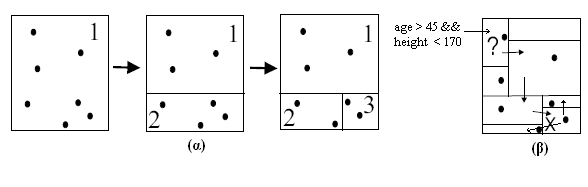 1
1
2
1
2
3
(α)
age > 45 &&
height < 170
?
X
(β)